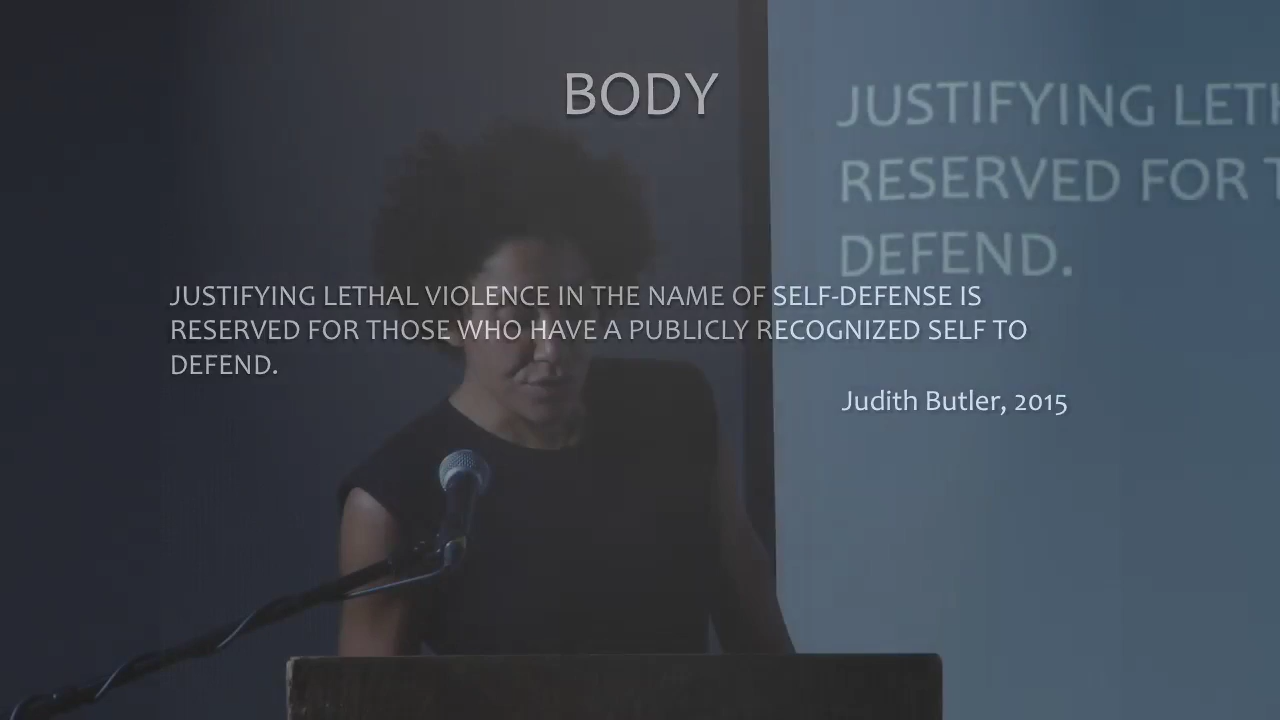 BODY
JUSTIFYING LETH
RESERVED FOR T
DEFEND.
JUSTIFYING LETHAL VIOLENCE IN THE NAME OF SELF-DEFENSE IS
RESERVED FOR THOSE WHO HAVE A PUBLICLY RECOGNIZED SELF TO
DEFEND.
Judith Butler, 2015